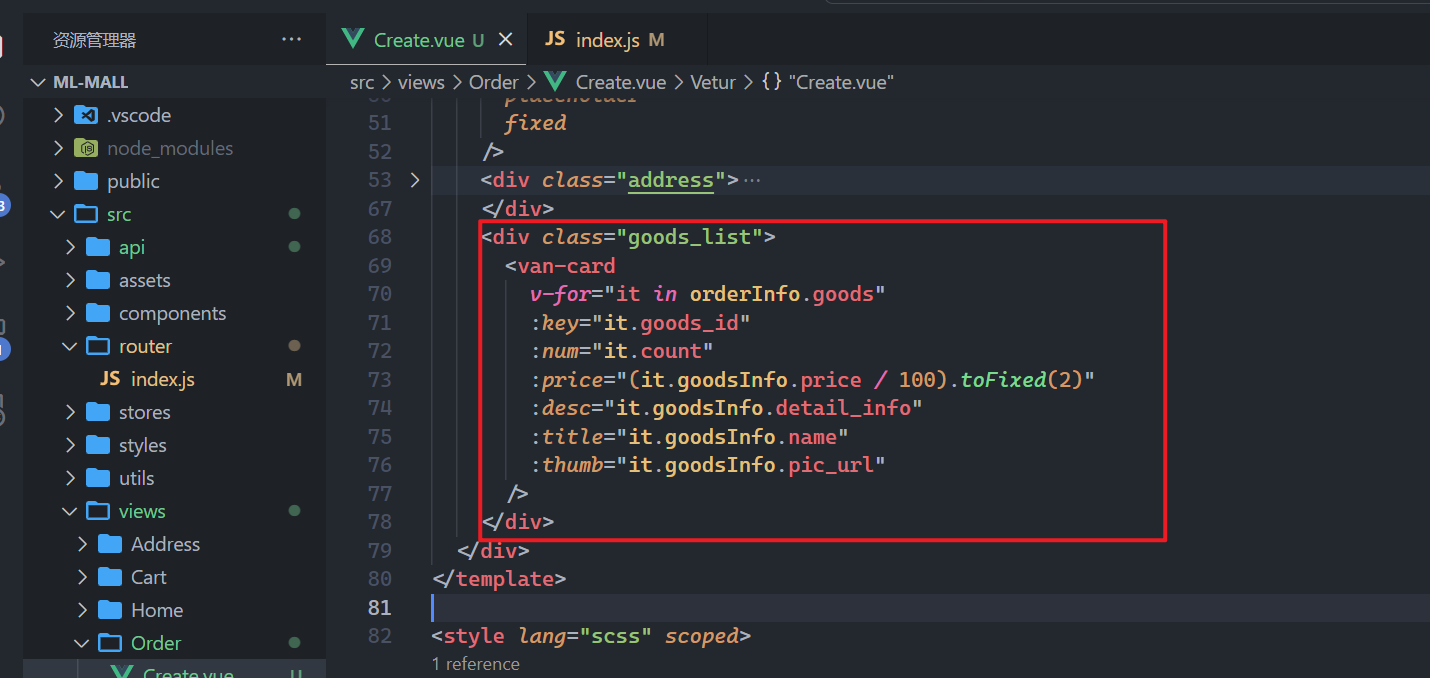 资源管理器 ···
ML-MALL
.vscode
node_modules
public
src
api
assets
components
router
JS index.js M
stores
styles
utils
views
Address
Cart
Home
Order
Create.vue U
Create.vue U × JS index.js M
src > views > Order > Create.vue > Vetur > {} "Create.vue"
50 placeholder
51 fixed
52 />
53 <div class="address">···
67 </div>
68 <div class="goods_list">
69 <van-card
70 v-for="it in orderInfo.goods"
71 :key="it.goods_id"
72 :num="it.count"
73 :price="(it.goodsInfo.price / 100).toFixed(2)"
74 :desc="it.goodsInfo.detail_info"
75 :title="it.goodsInfo.name"
76 :thumb="it.goodsInfo.pic_url"
77 />
78 </div>
79 </div>
80 </template>
81
82 <style lang="scss" scoped>
1 reference